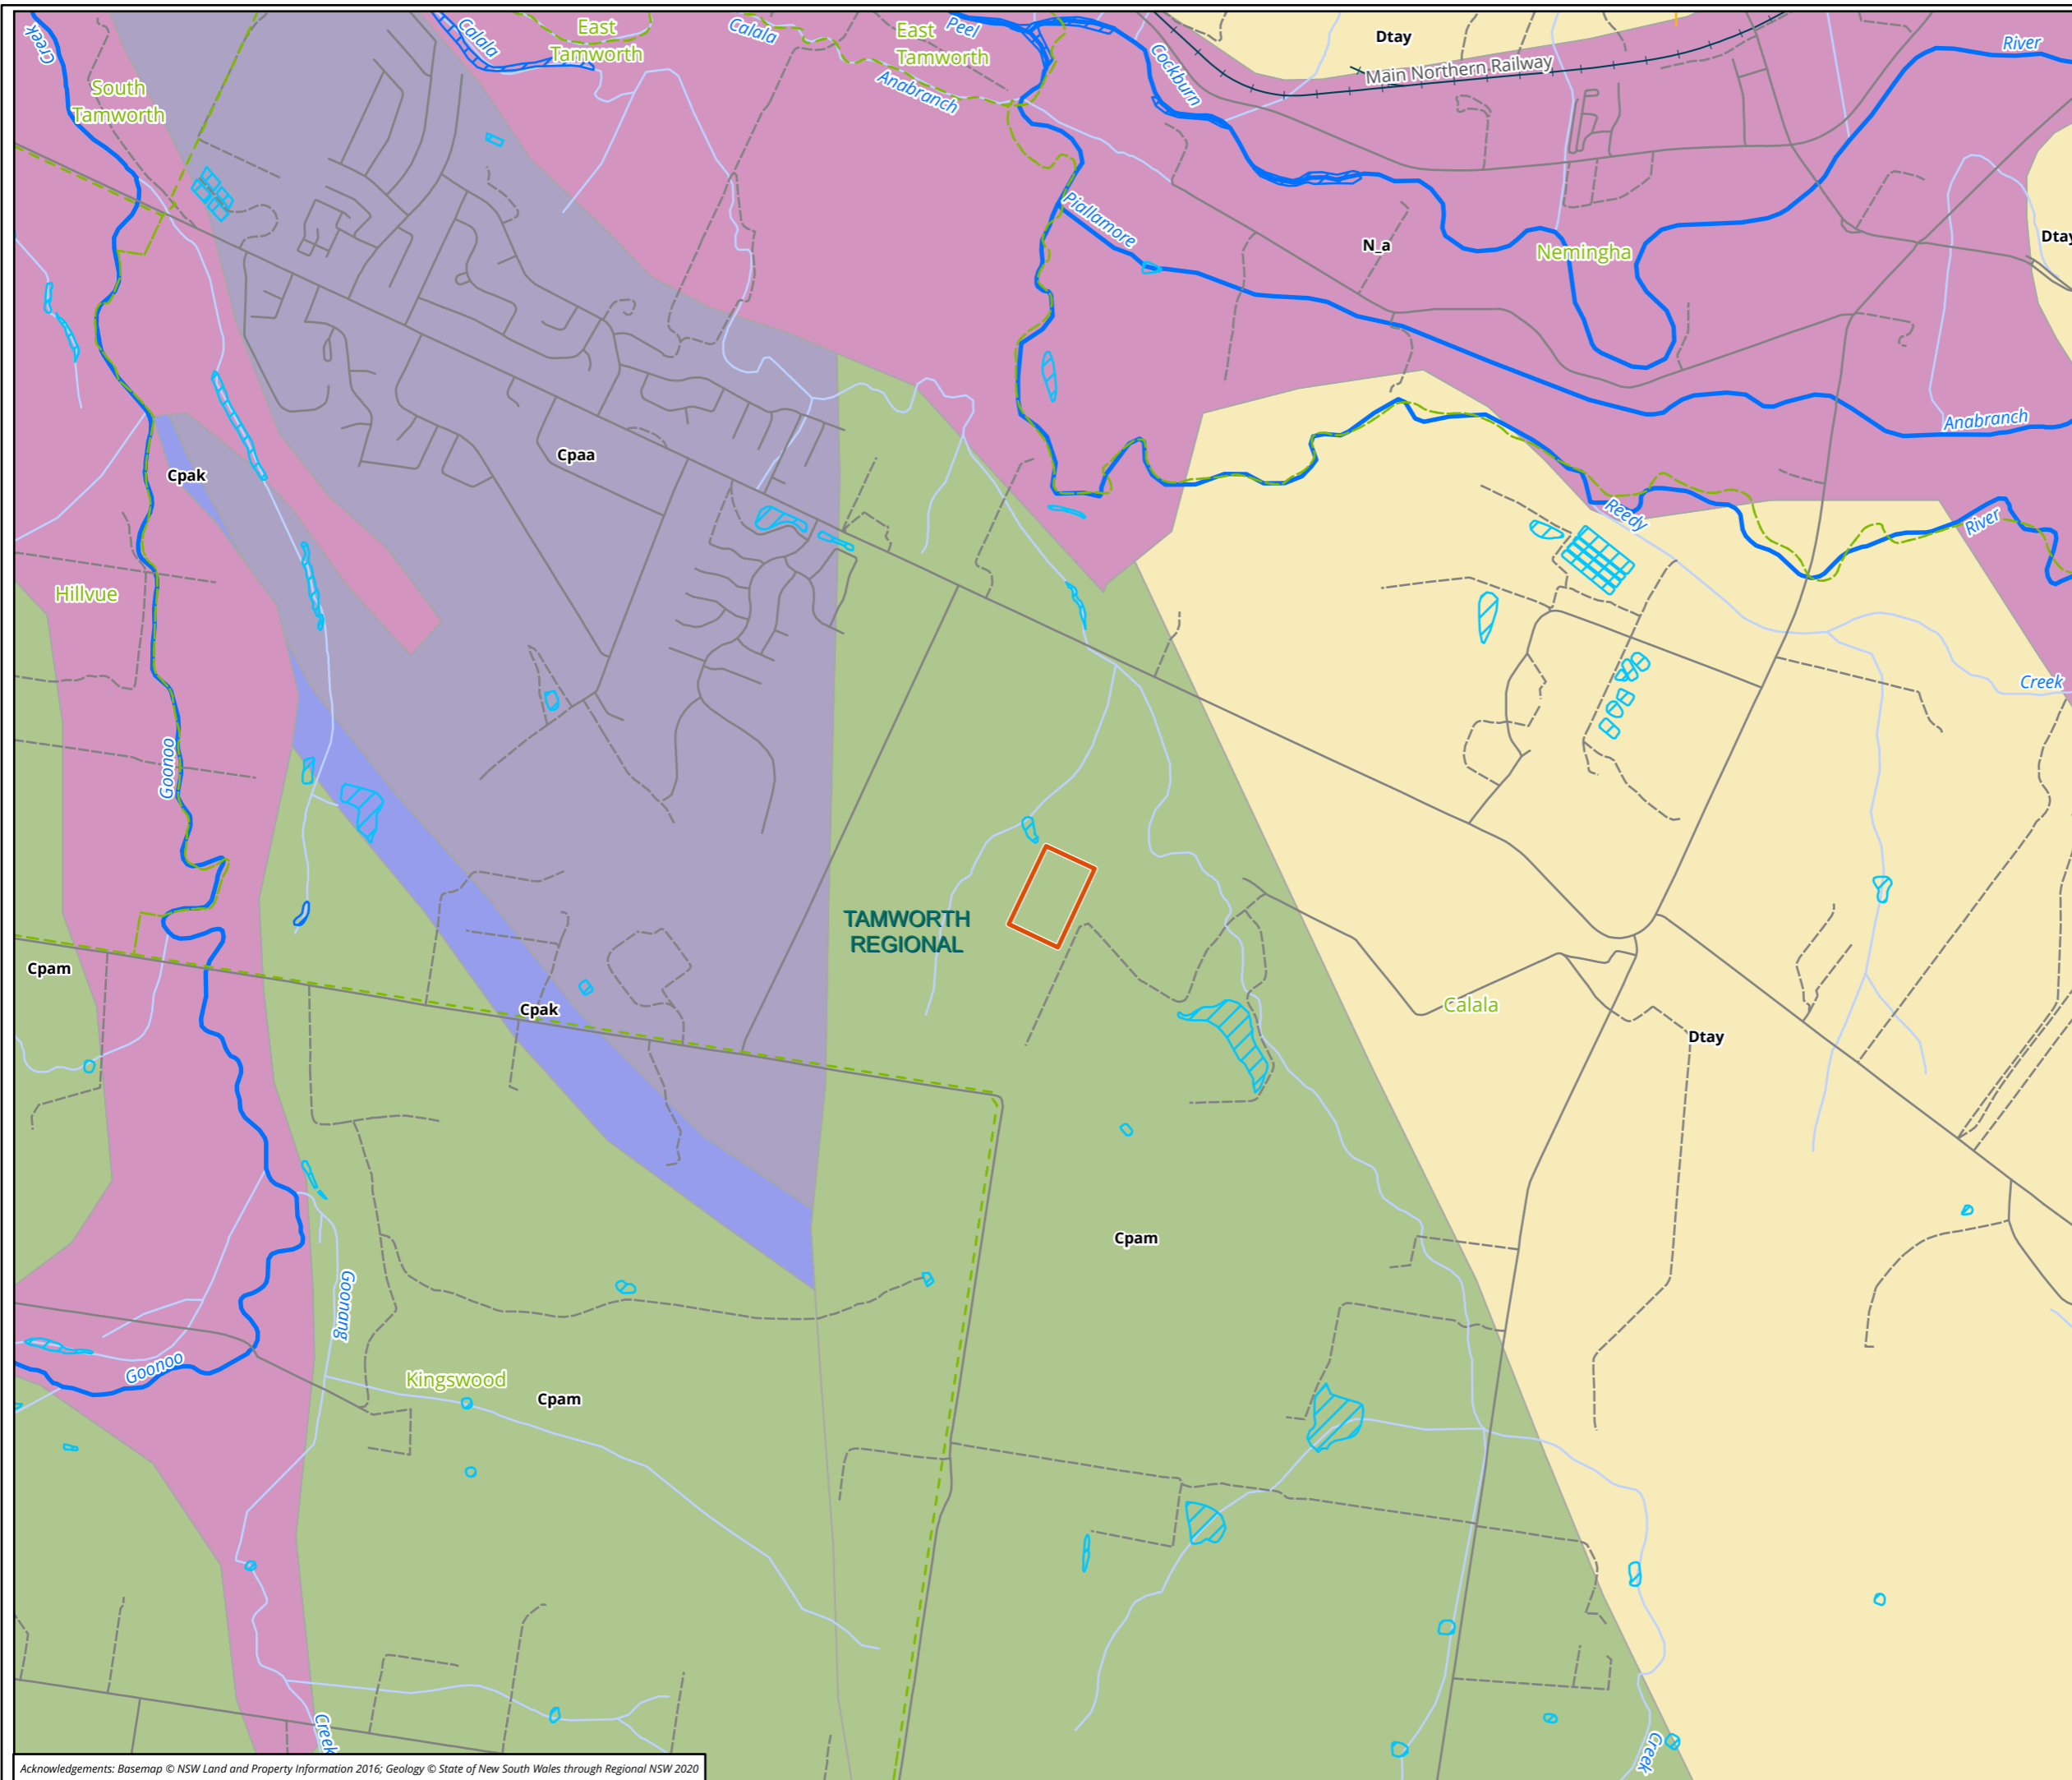 Creek
Calala
East
Tamworth
Calala
East
Tamworth
Peel
Anabranch
Cockburn
Dtay
Main Northern Railway
River
South
Tamworth
Piallamore
N_a
Nemingha
Dtay
Anabranch
Cpak
Cpaa
Reedy
River
Hillvue
Creek
Goonoo
TAMWORTH
REGIONAL
Cpam
Cpak
Calala
Dtay
Cpam
Goonang
Goonoo
Kingswood
Cpam
Creek
Creek
Acknowledgements: Basemap © NSW Land and Property Information 2016; Geology © State of New South Wales through Regional NSW 2020